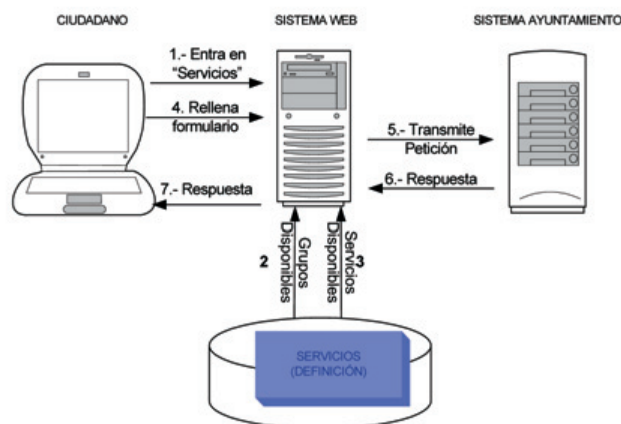 CIUDADANO
SISTEMA WEB
SISTEMA AYUNTAMIENTO
1.- Entra en
“Servicios”
4. Rellena
formulario
5.- Transmite
Petición
6.- Respuesta
7.- Respuesta
2
Grupos
Disponibles
3
Servicios
Disponibles
SERVICIOS
(DEFINICIÓN)